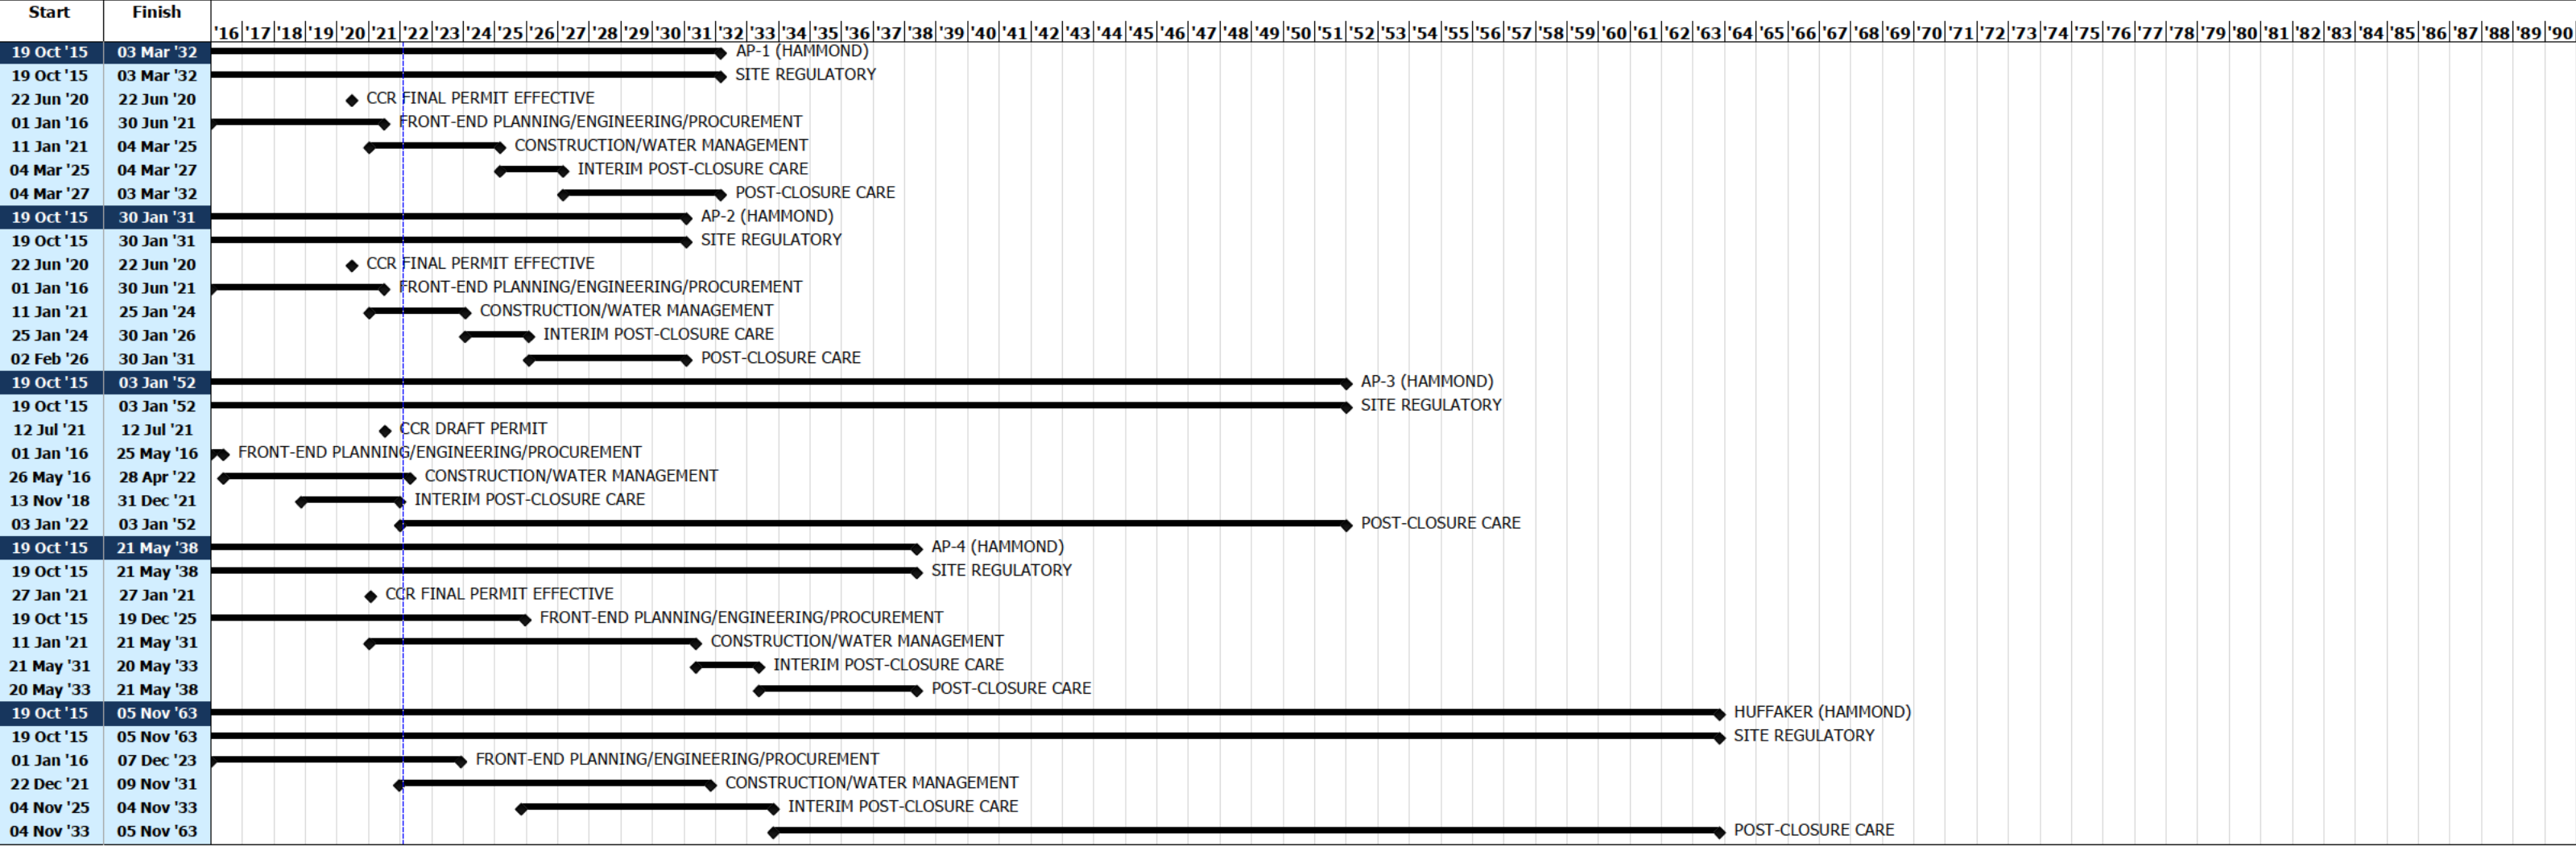 Start Finish
'16 '17 '18 '19 '20 '21 '22 '23 '24 '25 '26 '27 '28 '29 '30 '31 '32 '33 '34 '35 '36 '37 '38 '39 '40 '41 '42 '43 '44 '45 '46 '47 '48 '49 '50 '51 '52 '53 '54 '55 '56 '57 '58 '59 '60 '61 '62 '63 '64 '65 '66 '67 '68 '69 '70 '71 '72 '73 '74 '75 '76 '77 '78 '79 '80 '81 '82 '83 '84 '85 '86 '87 '88 '89 '90
19 Oct '15 03 Mar '32 AP-1 (HAMMOND)
19 Oct '15 03 Mar '32 SITE REGULATORY
22 Jun '20 22 Jun '20 CCR FINAL PERMIT EFFECTIVE
01 Jan '16 30 Jun '21 FRONT-END PLANNING/ENGINEERING/PROCUREMENT
11 Jan '21 04 Mar '25 CONSTRUCTION/WATER MANAGEMENT
04 Mar '25 04 Mar '27 INTERIM POST-CLOSURE CARE
04 Mar '27 03 Mar '32 POST-CLOSURE CARE
19 Oct '15 30 Jan '31 AP-2 (HAMMOND)
19 Oct '15 30 Jan '31 SITE REGULATORY
22 Jun '20 22 Jun '20 CCR FINAL PERMIT EFFECTIVE
01 Jan '16 30 Jun '21 FRONT-END PLANNING/ENGINEERING/PROCUREMENT
11 Jan '21 25 Jan '24 CONSTRUCTION/WATER MANAGEMENT
25 Jan '24 30 Jan '26 INTERIM POST-CLOSURE CARE
02 Feb '26 30 Jan '31 POST-CLOSURE CARE
19 Oct '15 03 Jan '52 AP-3 (HAMMOND)
19 Oct '15 03 Jan '52 SITE REGULATORY
12 Jul '21 12 Jul '21 CCR DRAFT PERMIT
01 Jan '16 25 May '16 FRONT-END PLANNING/ENGINEERING/PROCUREMENT
26 May '16 28 Apr '22 CONSTRUCTION/WATER MANAGEMENT
13 Nov '18 31 Dec '21 INTERIM POST-CLOSURE CARE
03 Jan '22 03 Jan '52 POST-CLOSURE CARE
19 Oct '15 21 May '38 AP-4 (HAMMOND)
19 Oct '15 21 May '38 SITE REGULATORY
27 Jan '21 27 Jan '21 CCR FINAL PERMIT EFFECTIVE
19 Oct '15 19 Dec '25 FRONT-END PLANNING/ENGINEERING/PROCUREMENT
11 Jan '21 21 May '31 CONSTRUCTION/WATER MANAGEMENT
21 May '31 20 May '33 INTERIM POST-CLOSURE CARE
20 May '33 21 May '38 POST-CLOSURE CARE
19 Oct '15 05 Nov '63 HUFFAKER (HAMMOND)
19 Oct '15 05 Nov '63 SITE REGULATORY
01 Jan '16 07 Dec '23 FRONT-END PLANNING/ENGINEERING/PROCUREMENT
22 Dec '21 09 Nov '31 CONSTRUCTION/WATER MANAGEMENT
04 Nov '25 04 Nov '33 INTERIM POST-CLOSURE CARE
04 Nov '33 05 Nov '63 POST-CLOSURE CARE